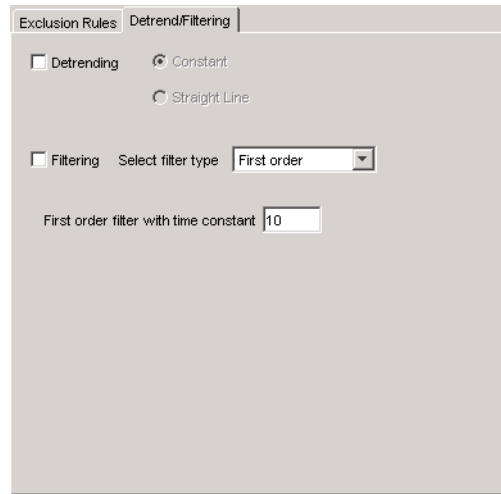 Exclusion Rules Detrend/Filtering
Detrending Constant
Straight Line
Filtering Select filter type First order
First order filter with time constant 10